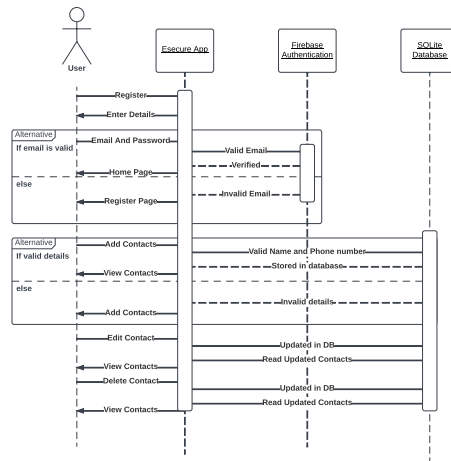 Esecure App
Firebase
Authentication
SQLite
Database
User
Register
Enter Details
Alternative
If email is valid
Email And Password
Valid Email
Verified
Home Page
else
Invalid Email
Register Page
Alternative
Add Contacts
If valid details
Valid Name and Phone number
Stored in database
View Contacts
else
Invalid details
Add Contacts
Edit Contact
Updated in DB
Read Updated Contacts
View Contacts
Delete Contact
Updated in DB
Read Updated Contacts
View Contacts